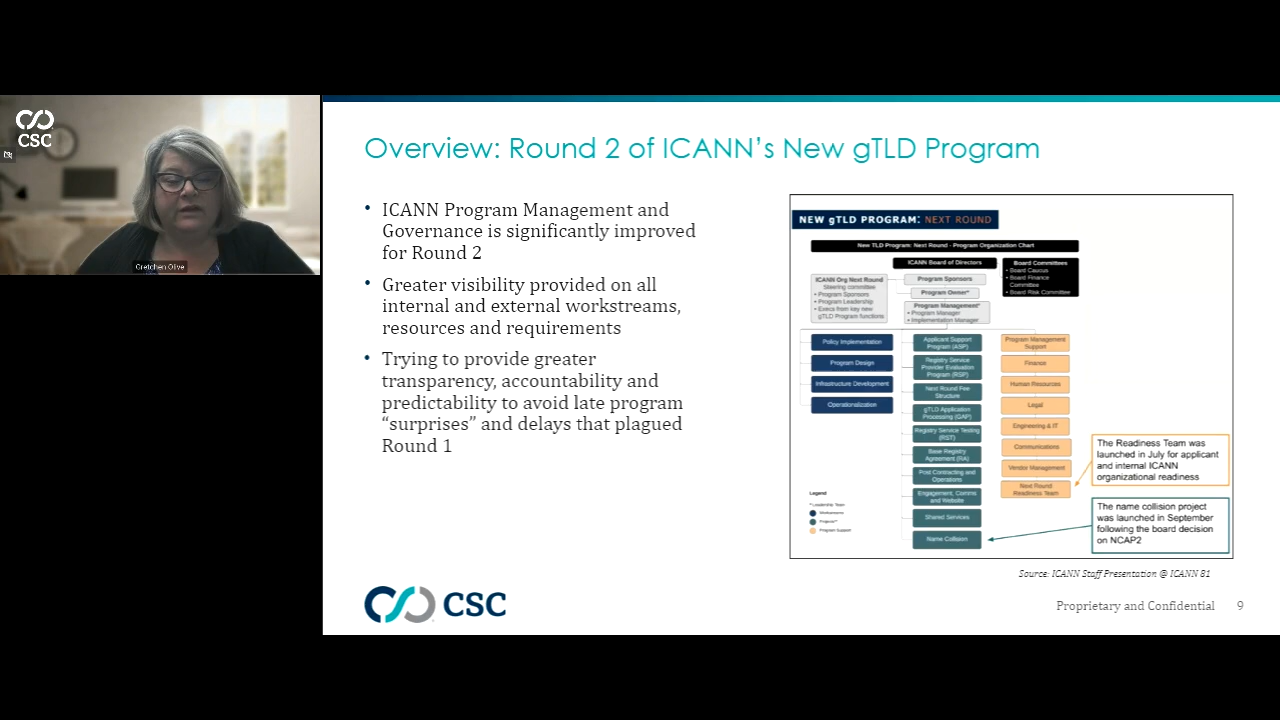 CSC
Gretchen Olive
Overview: Round 2 of ICANN's New gTLD Program
• ICANN Program Management and
Governance is significantly improved
for Round 2
• Greater visibility provided on all
internal and external workstreams,
resources and requirements
• Trying to provide greater
transparency, accountability and
predictability to avoid late program
“surprises” and delays that plagued
Round 1
NEW gTLD PROGRAM: NEXT ROUND
New TLD Program: Next Round - Program Organization Chart
ICANN Board of Directors
Board Committees
• Board Caucus
• Board Finance
Committee
• Board Risk Committee
ICANN Org Next Round
Steering committee
• Program Sponsors
• Program Leadership
• Execs from key new
gTLD Program functions
Program Sponsors
Program Owner*
Program Management*
• Program Manager
• Implementation Manager
Policy Implementation
Program Design
Infrastructure Development
Operationalization
Applicant Support
Program (ASP)
Registry Service
Provider Evaluation
Program (RSP)
Next Round Fee
Structure
gTLD Application
Processing (GAP)
Registry Service Testing
(RST)
Base Registry
Agreement (RA)
Post Contracting and
Operations
Engagement, Comms
and Website
Shared Services
Name Collision
Program Management
Support
Finance
Human Resources
Legal
Engineering & IT
Communications
Vendor Management
Next Round
Readiness Team
The Readiness Team was
launched in July for applicant
and internal ICANN
organizational readiness
The name collision project
was launched in September
following the board decision
on NCAP2
Legend
*Leadership Team
Workstreams
Projects*
Program Support
Source: ICANN Staff Presentation @ ICANN 81
CSC
Proprietary and Confidential 9